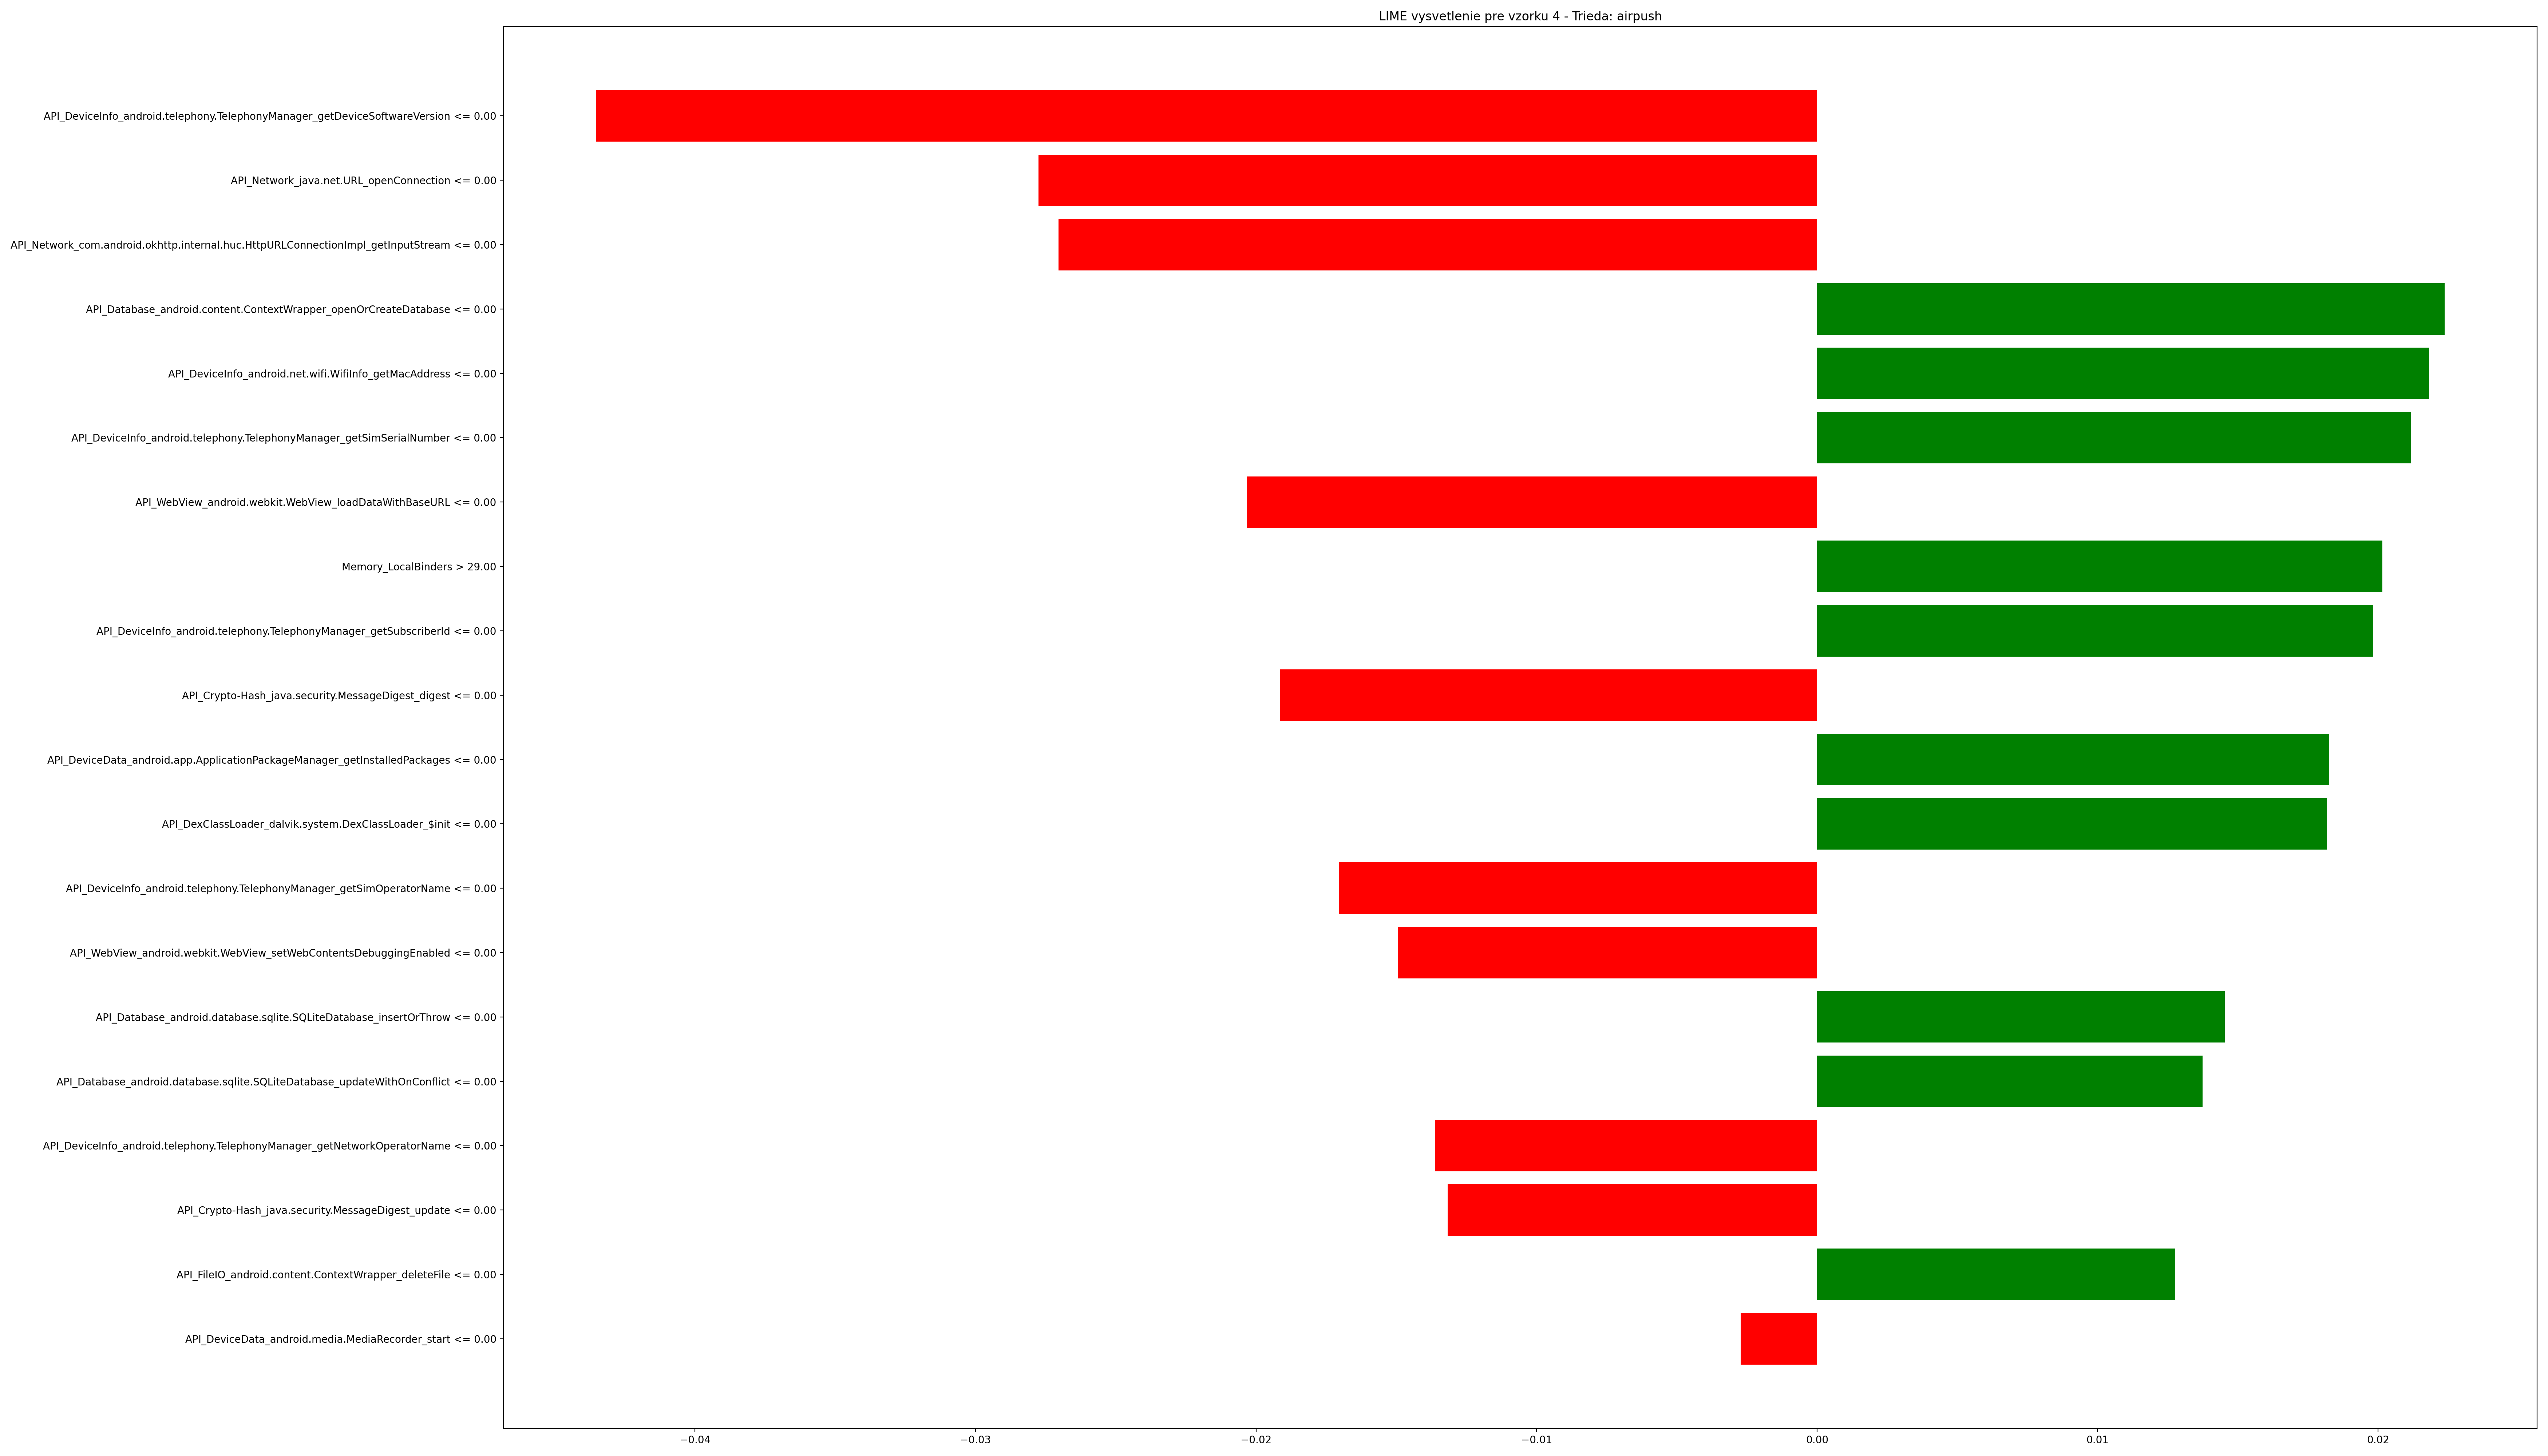 LIME vysvetlenie pre vzorku 4 - Trieda: airpush
API_DeviceInfo_android.telephony.TelephonyManager_getDeviceSoftwareVersion <= 0.00
API_Network_java.net.URL_openConnection <= 0.00
API_Network_com.android.okhttp.internal.huc.HttpURLConnectionImpl_getInputStream <= 0.00
API_Database_android.content.ContextWrapper_openOrCreateDatabase <= 0.00
API_DeviceInfo_android.net.wifi.WifiInfo_getMacAddress <= 0.00
API_DeviceInfo_android.telephony.TelephonyManager_getSimSerialNumber <= 0.00
API_WebView_android.webkit.WebView_loadDataWithBaseURL <= 0.00
Memory_LocalBinders > 29.00
API_DeviceInfo_android.telephony.TelephonyManager_getSubscriberId <= 0.00
API_Crypto-Hash_java.security.MessageDigest_digest <= 0.00
API_DeviceData_android.app.ApplicationPackageManager_getInstalledPackages <= 0.00
API_DexClassLoader_dalvik.system.DexClassLoader_$init <= 0.00
API_DeviceInfo_android.telephony.TelephonyManager_getSimOperatorName <= 0.00
API_WebView_android.webkit.WebView_setWebContentsDebuggingEnabled <= 0.00
API_Database_android.database.sqlite.SQLiteDatabase_insertOrThrow <= 0.00
API_Database_android.database.sqlite.SQLiteDatabase_updateWithOnConflict <= 0.00
API_DeviceInfo_android.telephony.TelephonyManager_getNetworkOperatorName <= 0.00
API_Crypto-Hash_java.security.MessageDigest_update <= 0.00
API_FileIO_android.content.ContextWrapper_deleteFile <= 0.00
API_DeviceData_android.media.MediaRecorder_start <= 0.00
−0.04 −0.03 −0.02 −0.01 0.00 0.01 0.02